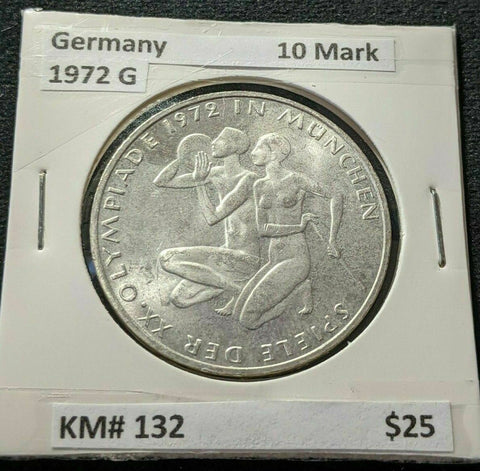 Germany 10 Mark
1972 G
SPIELE DER XX. OLYMPIADE 1972 IN MÜNCHEN
KM# 132 $25